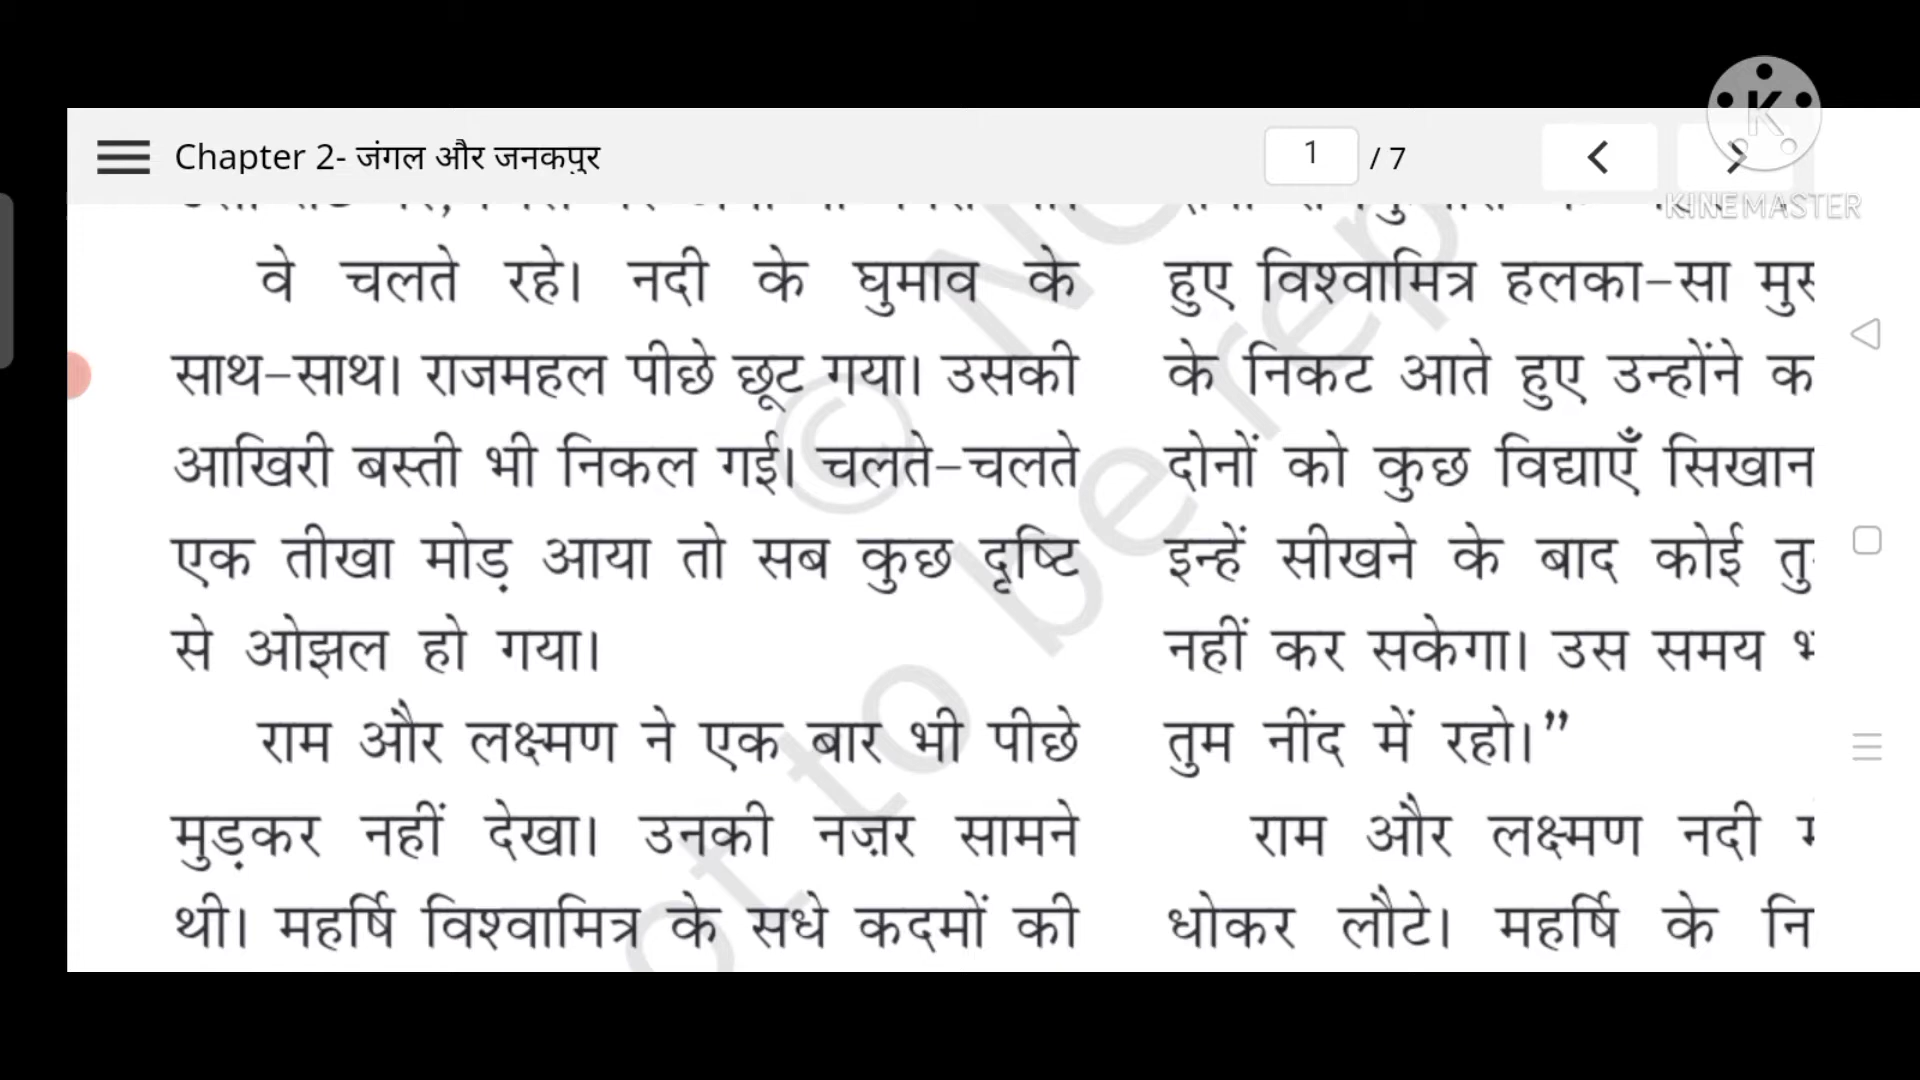 Chapter 2- जंगल और जनकपुर
1 / 7
KINEMASTER
वे चलते रहे। नदी के घुमाव के
साथ-साथ। राजमहल पीछे छूट गया। उसकी
आखिरी बस्ती भी निकल गई। चलते-चलते
एक तीखा मोड़ आया तो सब कुछ दृष्टि
से ओझल हो गया।
राम और लक्ष्मण ने एक बार भी पीछे
मुड़कर नहीं देखा। उनकी नज़र सामने
थी। महर्षि विश्वामित्र के सधे कदमों की
हुए विश्वामित्र हलका-सा
के निकट आते हुए उन्होंने
दोनों को कुछ विद्याएँ
इन्हें सीखने के बाद कोई
नहीं कर सकेगा। उस समय
तुम नींद में रहो।”
राम और लक्ष्मण नदी
धोकर लौटे। महर्षि के
© to be